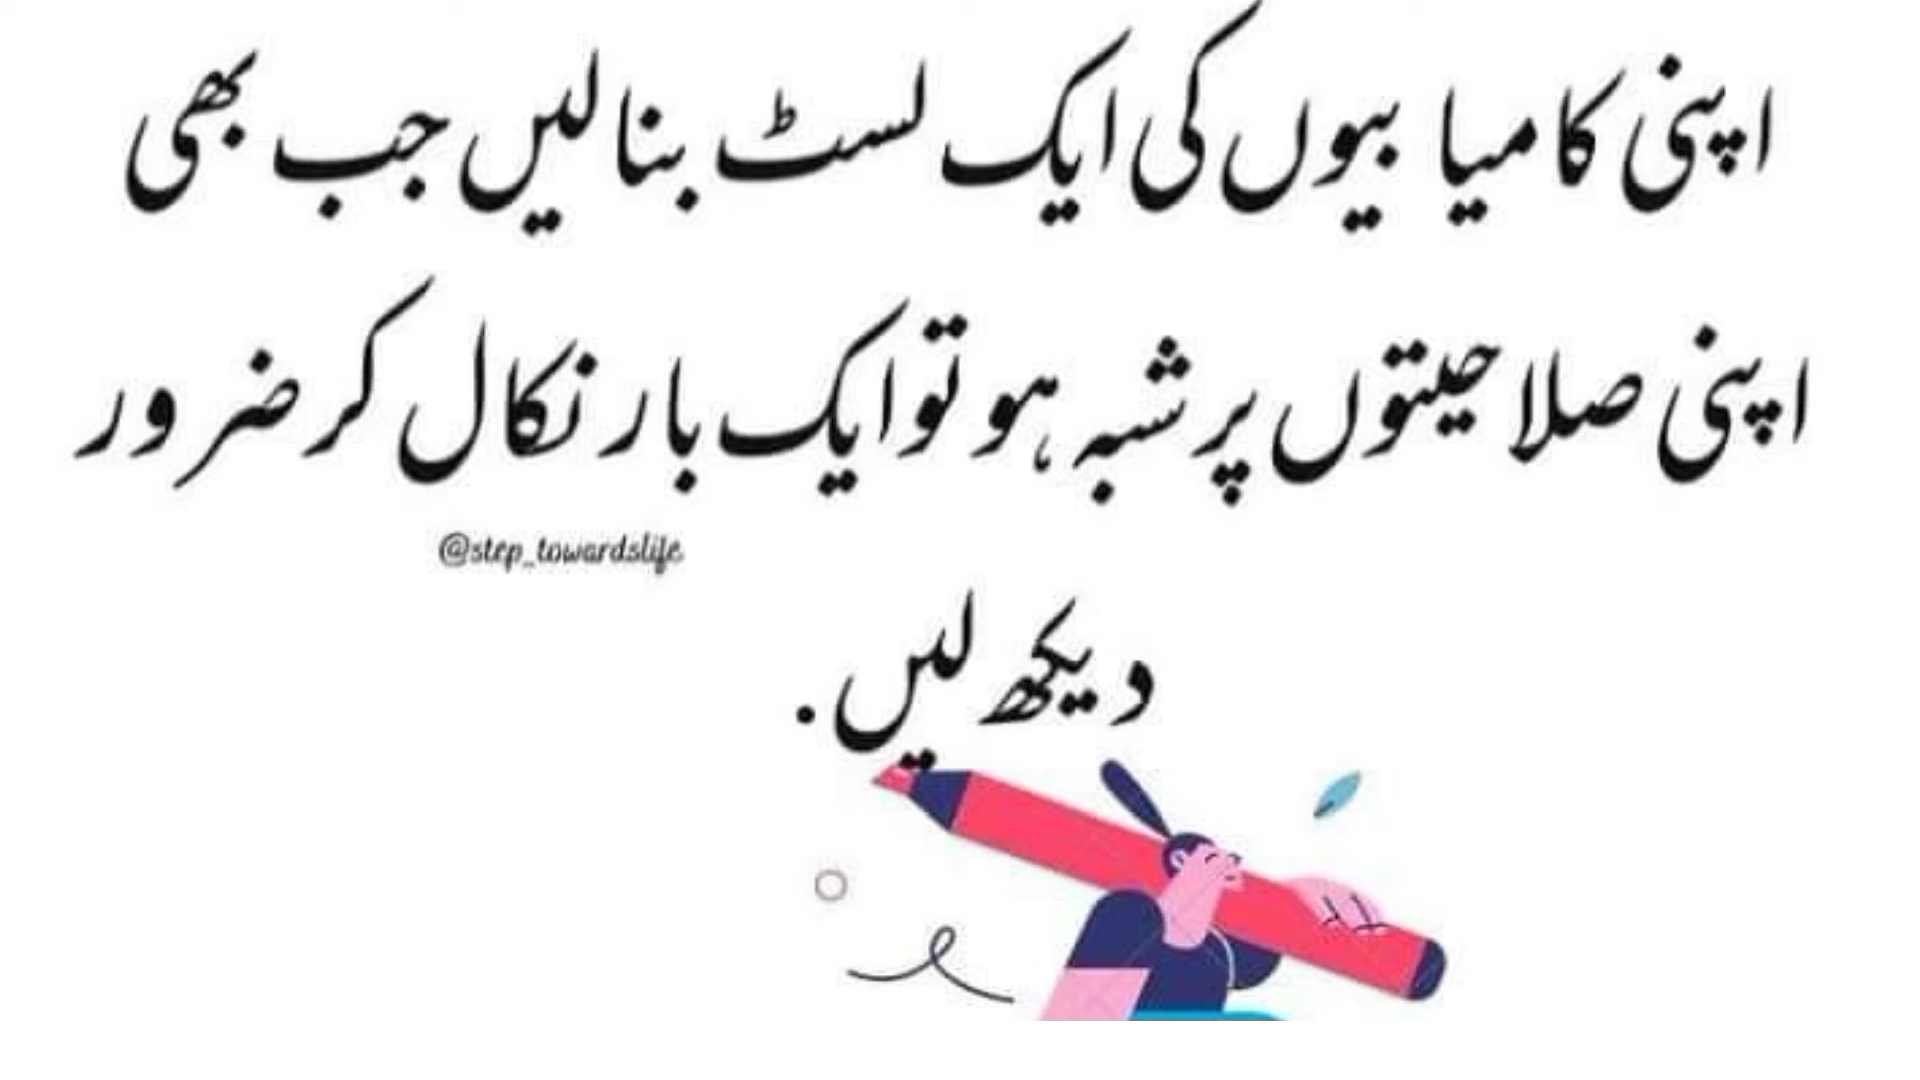 اپنی کامیابیوں کی ایک لسٹ بنالیں جب بھی
اپنی صلاحیتوں پر شبہ ہو تو ایک بار نکال کر ضرور
@step_towardslife
دیکھ لیں.